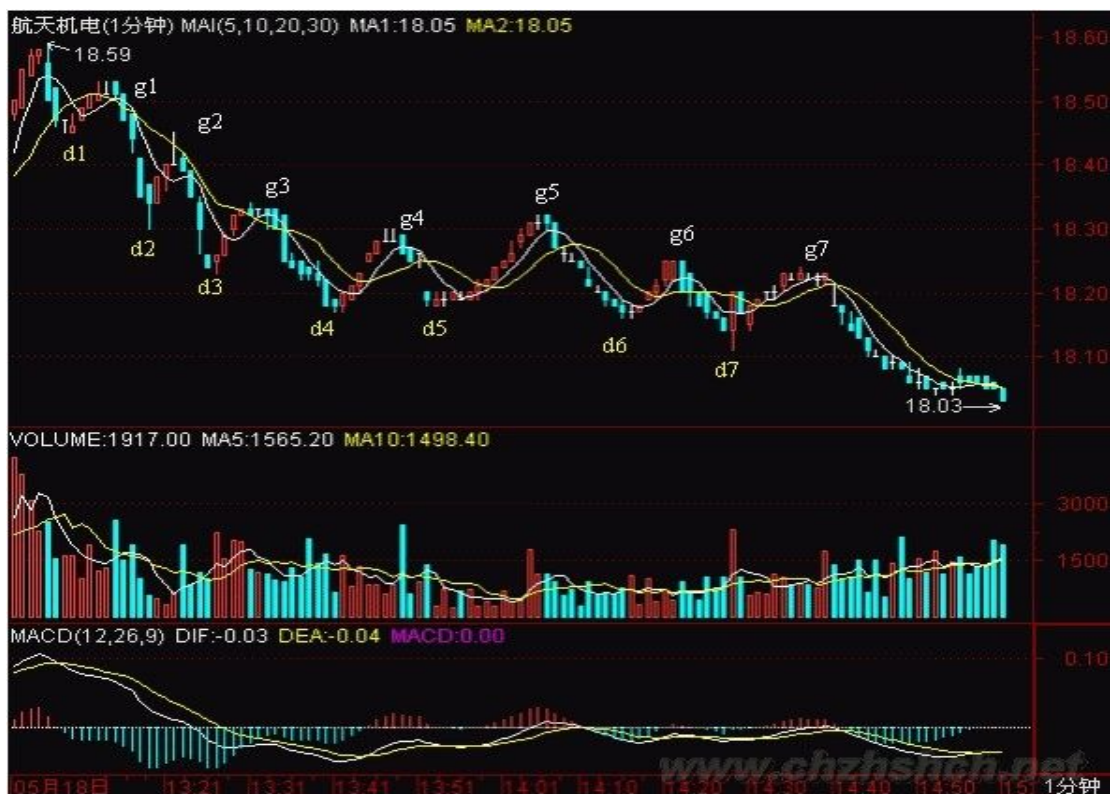 航天机电(1分钟) MAI(5,10,20,30) MA1:18.05 MA2:18.05
18.60
18.59
g1
18.50
g2
d1
18.40
g3
g4
g5
18.30
d2
g6
g7
d3
18.20
d4
d5
d6
d7
18.10
18.03
VOLUME:1917.00 MA5:1565.20 MA10:1498.40
3000
1500
MACD(12,26,9) DIF:-0.03 DEA:-0.04 MACD:0.00
0.10
www.chzhshch.net
05月18日 13:21 13:31 13:51 14:01 14:20 14:30 14:40 14:50 1分钟